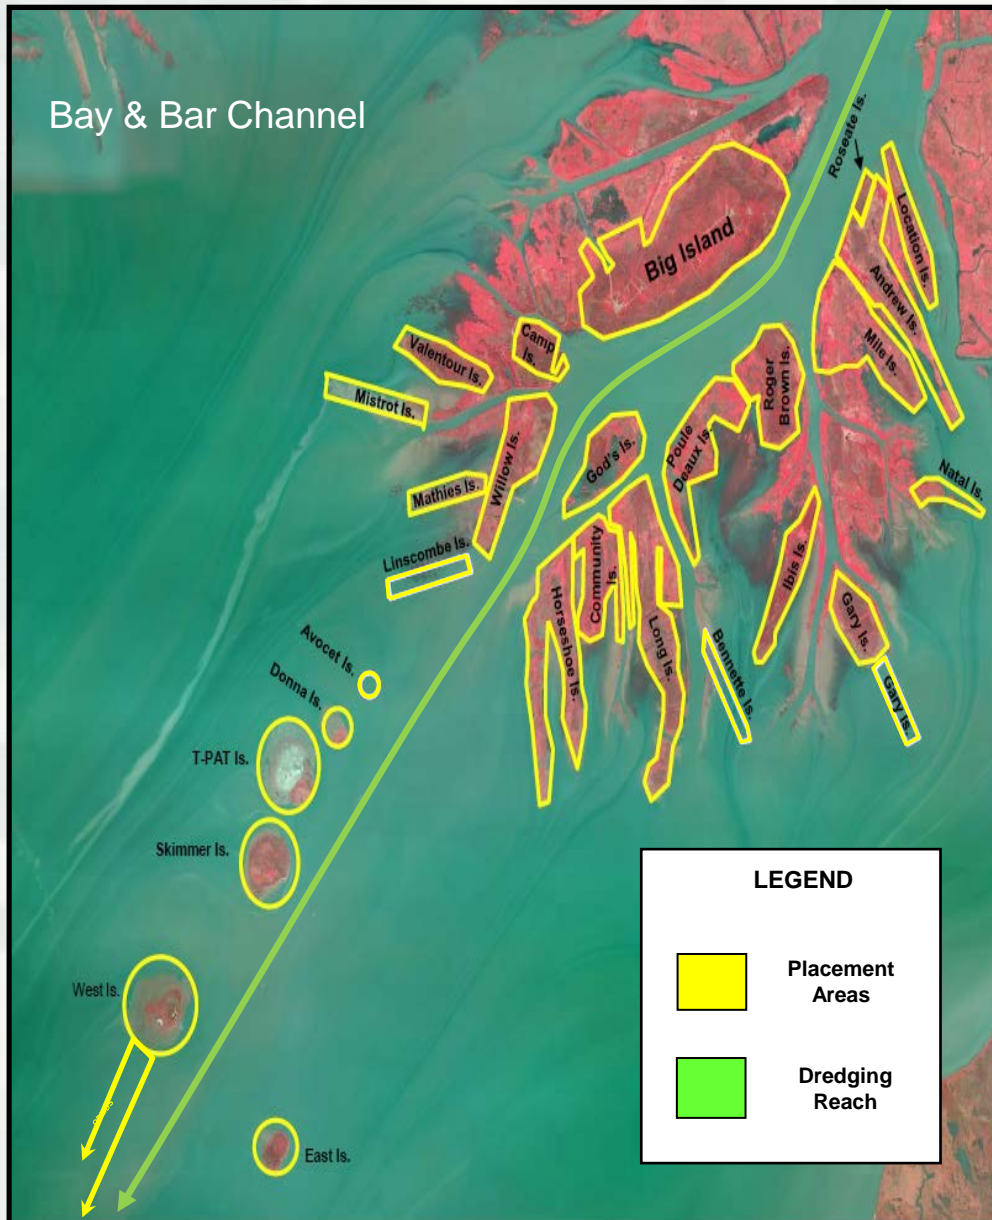 Bay & Bar Channel
Roseate Is.
Location Is.
Big Island
Andrew Is.
Mile Is.
Camp
Is.
Valentour Is.
Mistrot Is.
Roger
Brown Is.
Willow Is.
God's Is.
Poule
Deaux Is.
Mathies Is.
Natal Is.
Linscombe Is.
Community
Is.
Ibis Is.
Horseshoe Is.
Long Is.
Gary Is.
Bennette Is.
Gary Is.
Avocet Is.
Donna Is.
T-PAT Is.
Skimmer Is.
West Is.
East Is.
LEGEND
Placement
Areas
Dredging
Reach